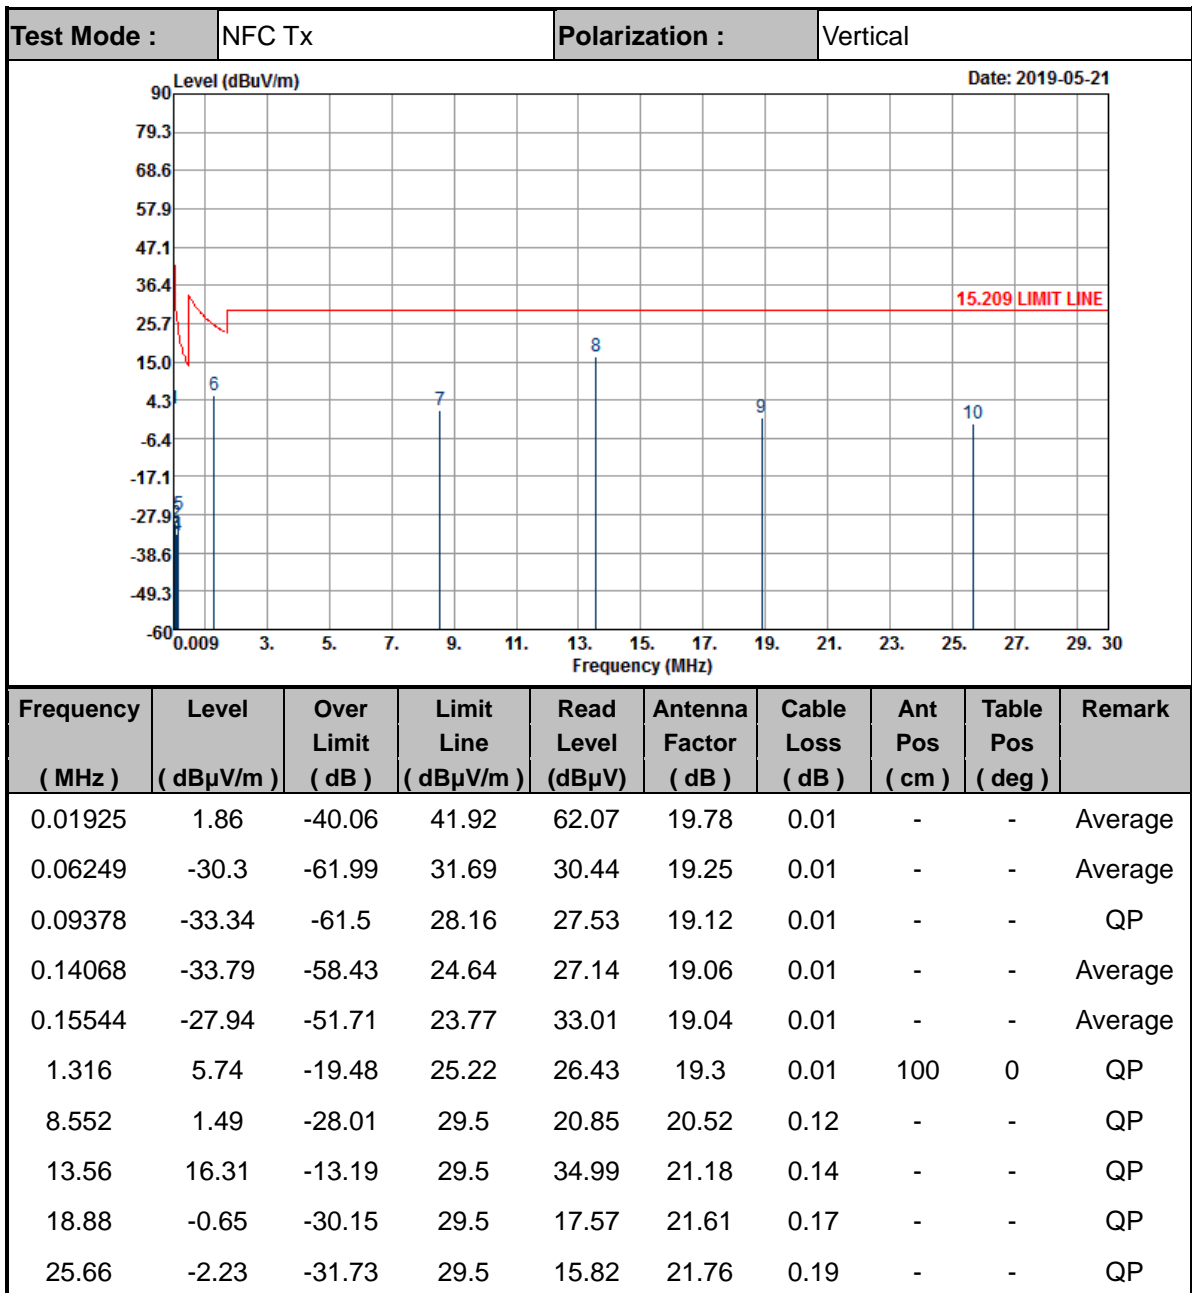 Test Mode : NFC Tx Polarization : Vertical
Level (dBuV/m) Date: 2019-05-21
90
79.3
68.6
57.9
47.1
36.4
25.7
15.0
4.3
-6.4
-17.1
-27.9
-38.6
-49.3
-60
15.209 LIMIT LINE
1
2
3
4
5
6
7
8
9
10
0.009 3. 5. 7. 9. 11. 13. 15. 17. 19. 21. 23. 25. 27. 29. 30
Frequency (MHz)
Frequency Level Over Limit Read Antenna Cable Ant Table Remark
Limit Line Level Factor Loss Pos Pos
( MHz ) ( dBµV/m ) ( dB ) ( dBµV/m ) (dBµV) ( dB ) ( dB ) ( cm ) ( deg )
0.01925 1.86 -40.06 41.92 62.07 19.78 0.01 - - Average
0.06249 -30.3 -61.99 31.69 30.44 19.25 0.01 - - Average
0.09378 -33.34 -61.5 28.16 27.53 19.12 0.01 - - QP
0.14068 -33.79 -58.43 24.64 27.14 19.06 0.01 - - Average
0.15544 -27.94 -51.71 23.77 33.01 19.04 0.01 - - Average
1.316 5.74 -19.48 25.22 26.43 19.3 0.01 100 0 QP
8.552 1.49 -28.01 29.5 20.85 20.52 0.12 - - QP
13.56 16.31 -13.19 29.5 34.99 21.18 0.14 - - QP
18.88 -0.65 -30.15 29.5 17.57 21.61 0.17 - - QP
25.66 -2.23 -31.73 29.5 15.82 21.76 0.19 - - QP